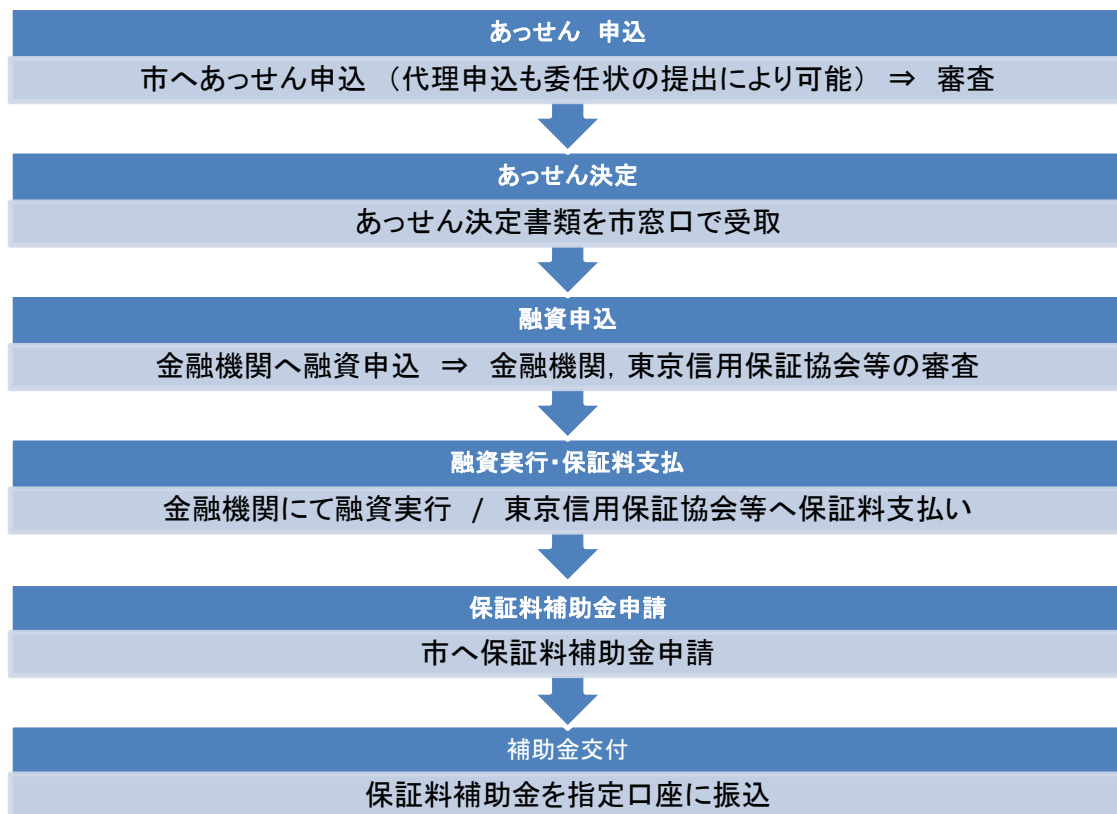 あっせん　申込
市へあっせん申込　（代理申込も委任状の提出により可能）　⇒　審査
あっせん決定
あっせん決定書類を市窓口で受取
融資申込
金融機関へ融資申込　⇒　金融機関，東京信用保証協会等の審査
融資実行・保証料支払
金融機関にて融資実行　/　東京信用保証協会等へ保証料支払い
保証料補助金申請
市へ保証料補助金申請
補助金交付
保証料補助金を指定口座に振込